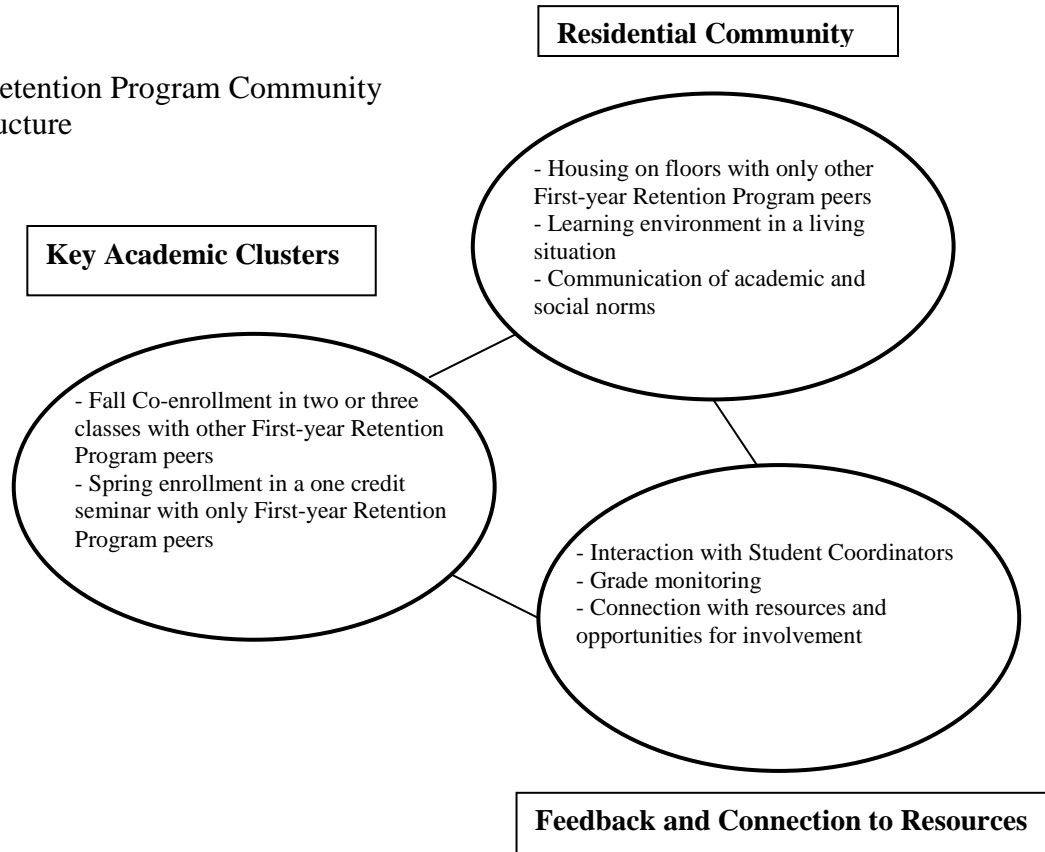 Residential Community
etention Program Community
ucture
- Housing on floors with only other
First-year Retention Program peers
- Learning environment in a living
situation
- Communication of academic and
social norms
Key Academic Clusters
- Fall Co-enrollment in two or three
classes with other First-year Retention
Program peers
- Spring enrollment in a one credit
seminar with only First-year Retention
Program peers
- Interaction with Student Coordinators
- Grade monitoring
- Connection with resources and
opportunities for involvement
Feedback and Connection to Resources